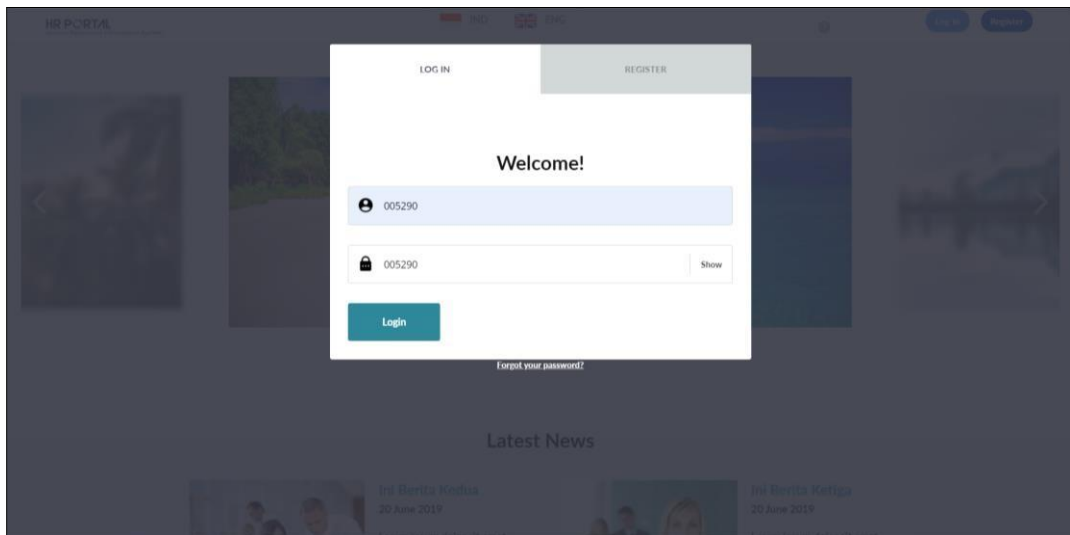 HR PORTAL
IND ENG
Log in Register
LOG IN REGISTER
Welcome!
005290
005290 Show
Login
Forgot your password?
Latest News
Ini Berita Kedua
20 June 2019
Ini Berita Ketiga
20 June 2019